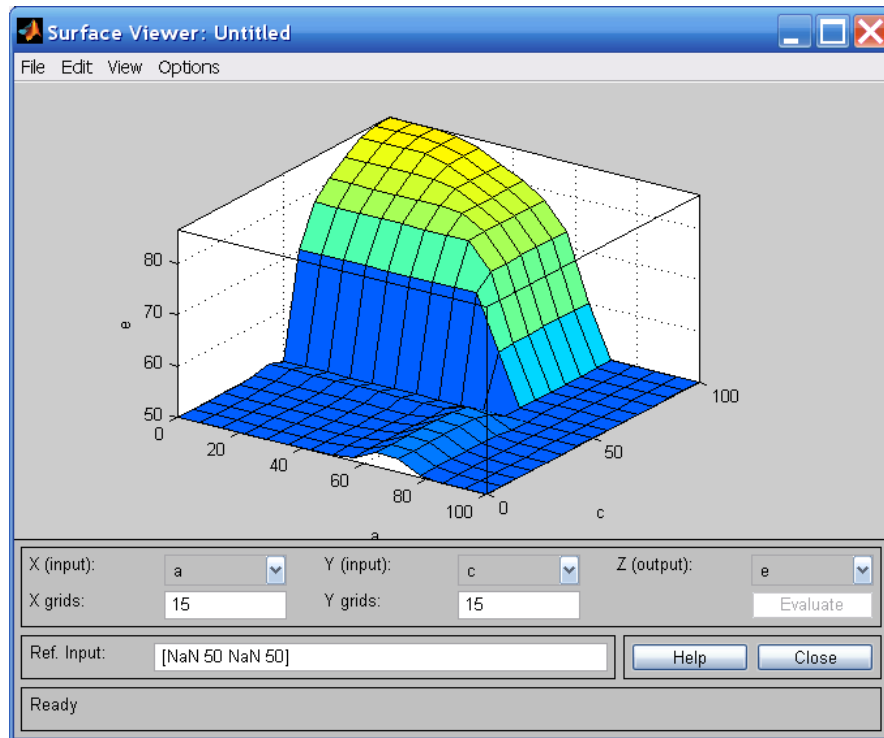 Surface Viewer: Untitled
File Edit View Options
80
70
e
60
50
0
20
40
60
80
100
a
0
50
100
c
X (input): a Y (input): c Z (output): e
X grids: 15 Y grids: 15 Evaluate
Ref. Input: [NaN 50 NaN 50] Help Close
Ready